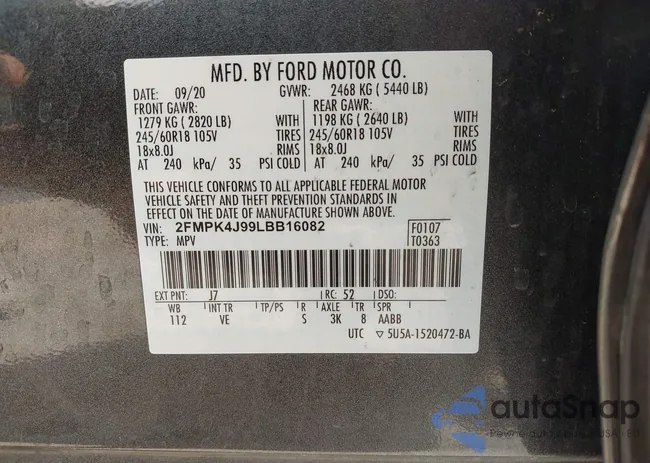 MFD. BY FORD MOTOR CO.
DATE: 09/20 GVWR: 2468 KG ( 5440 LB)
FRONT GAWR: REAR GAWR:
1279 KG ( 2820 LB) WITH 1198 KG ( 2640 LB) WITH
245/60R18 105V TIRES 245/60R18 105V TIRES
18x8.0J RIMS 18x8.0J RIMS
AT 240 kPa/ 35 PSI COLD AT 240 kPa/ 35 PSI COLD
THIS VEHICLE CONFORMS TO ALL APPLICABLE FEDERAL MOTOR
VEHICLE SAFETY AND THEFT PREVENTION STANDARDS IN
EFFECT ON THE DATE OF MANUFACTURE SHOWN ABOVE.
VIN: 2FMPK4J99LBB16082 F0107
TYPE: MPV T0363
EXT PNT: J7 RC: 52 DSO:
WB INT TR TP/PS R AXLE TR SPR
112 VE S 3K 8 AABB
UTC ▽ 5U5A-1520472-BA
autoSnap